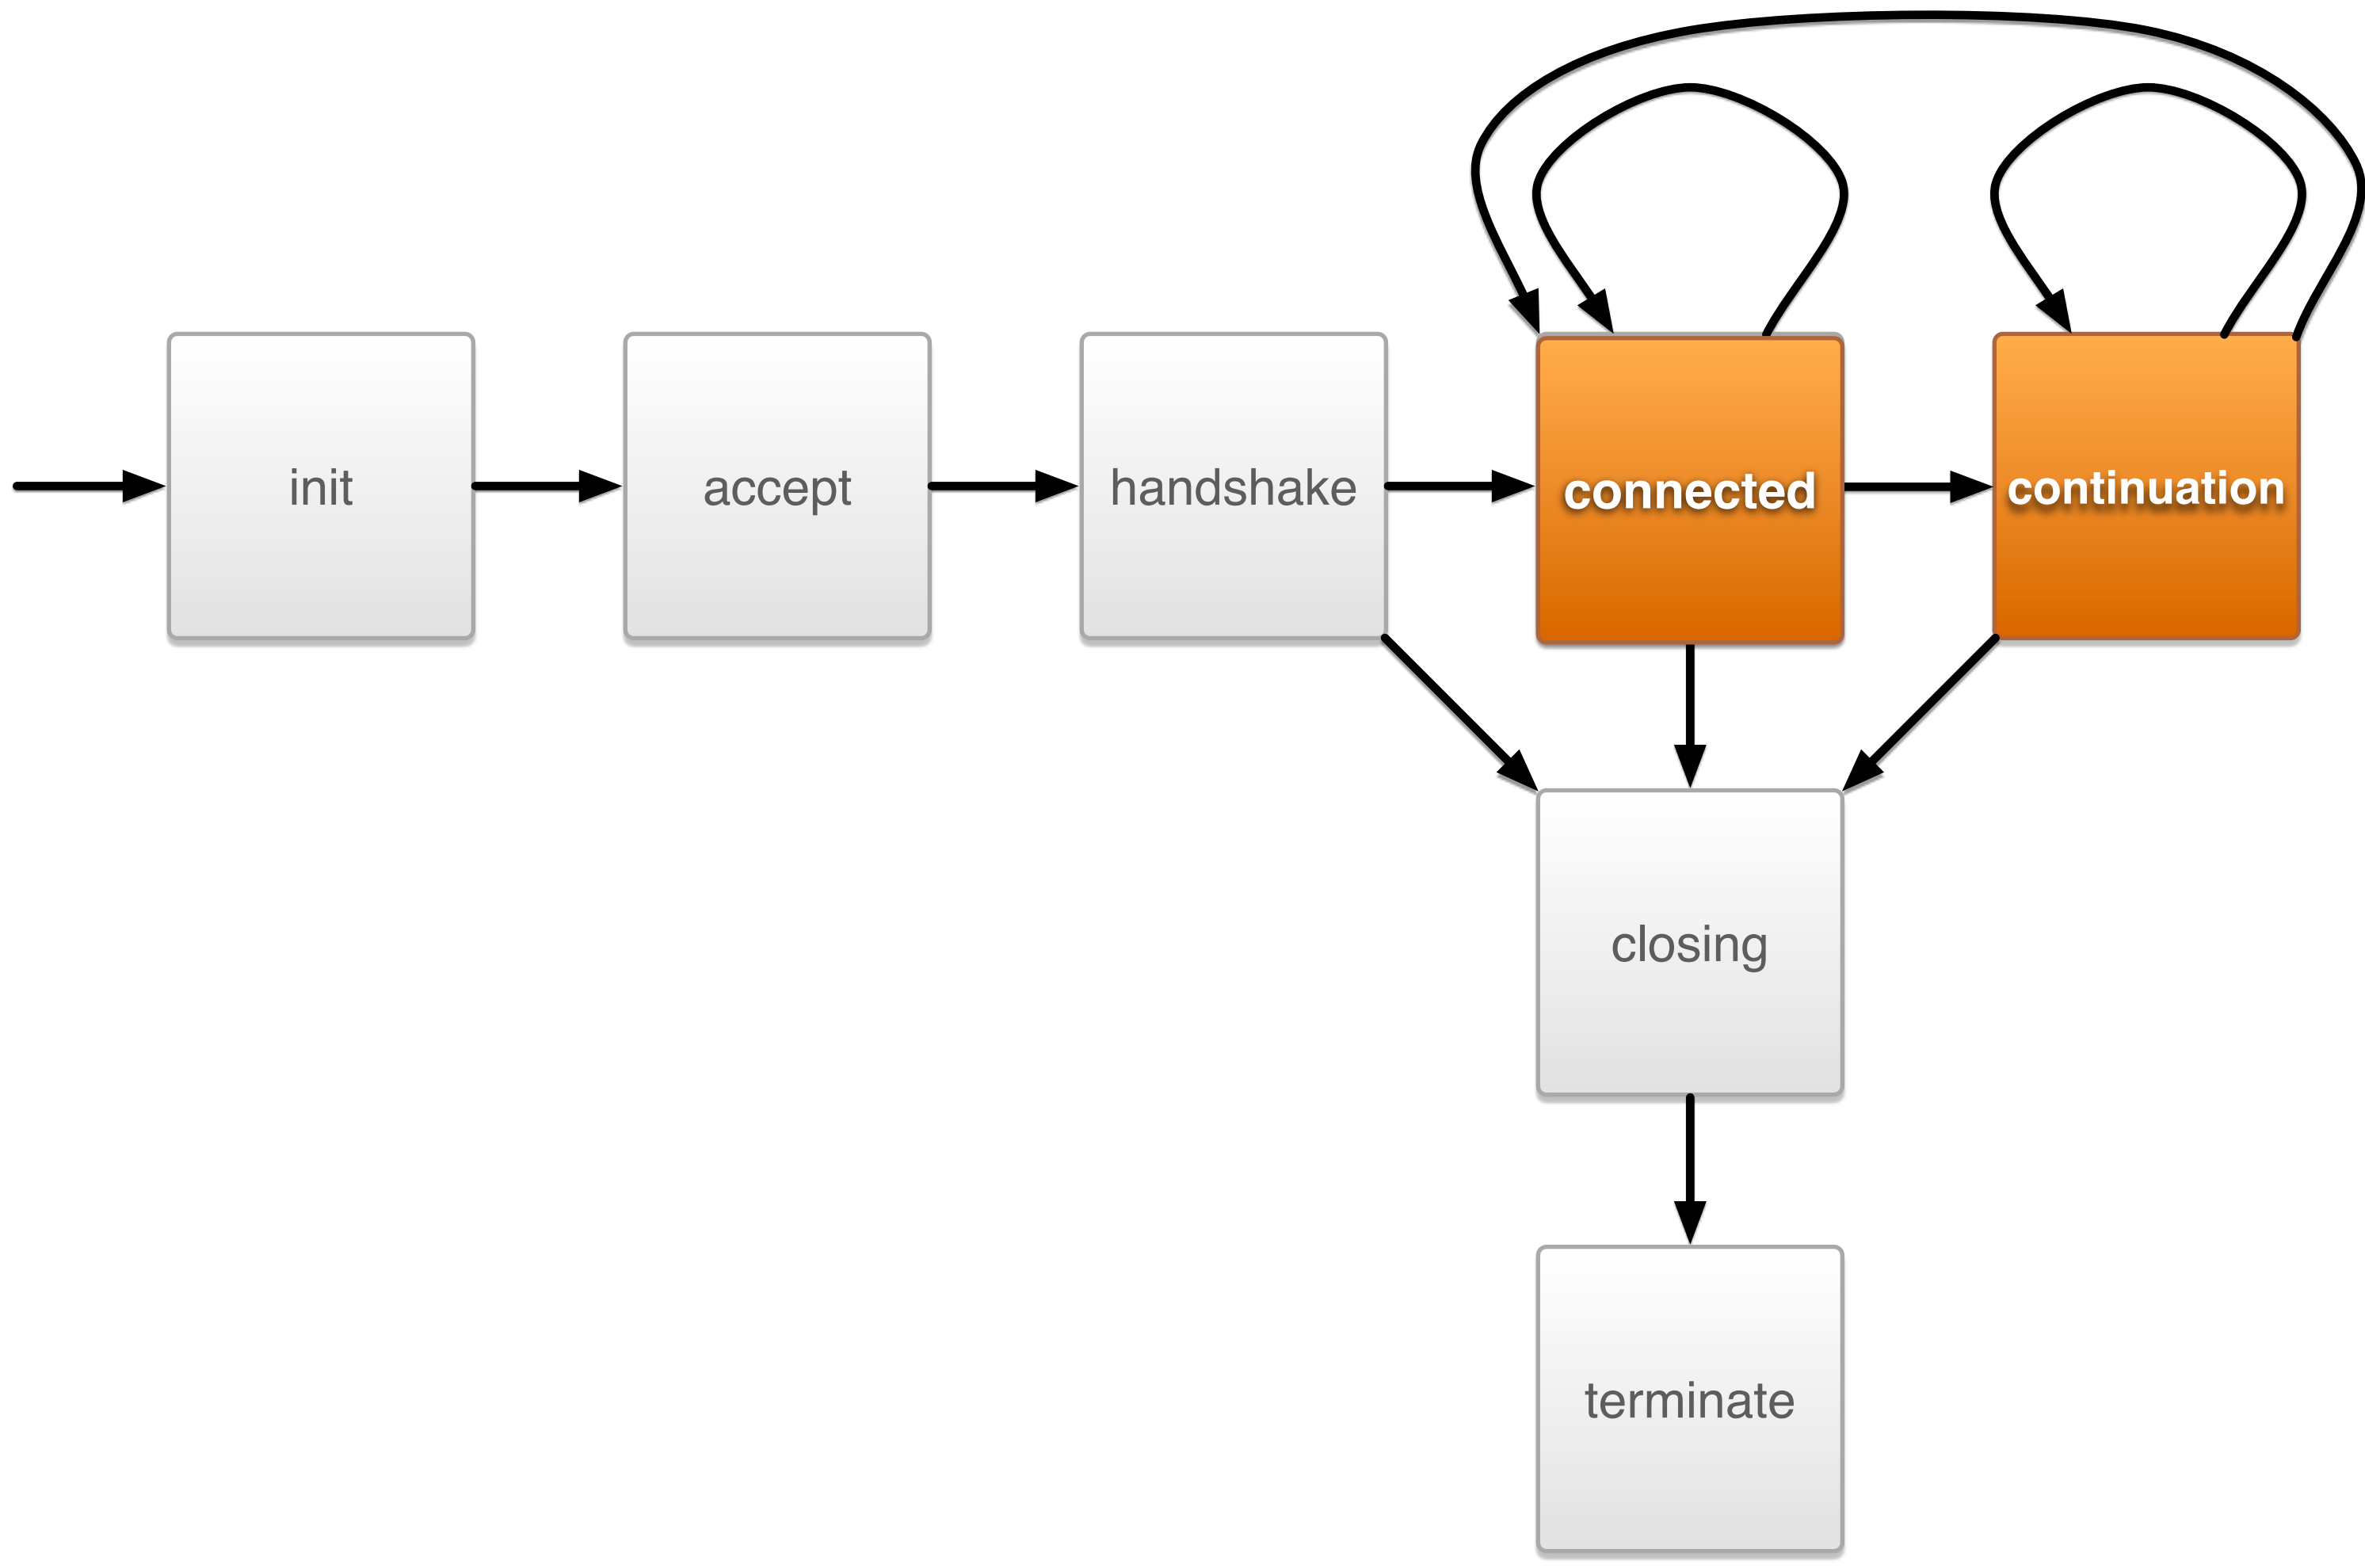 init
accept
handshake
connected
continuation
closing
terminate